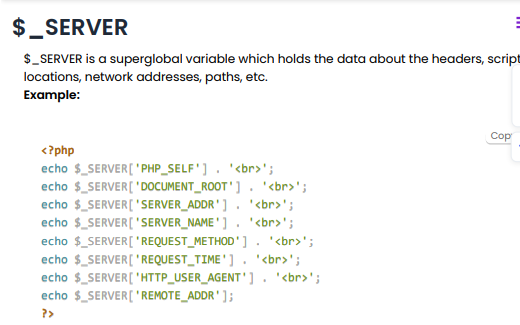 $_SERVER
$_SERVER is a superglobal variable which holds the data about the headers, script
locations, network addresses, paths, etc.
Example:
Cop
<?php
echo $_SERVER['PHP_SELF'] . '<br>';
echo $_SERVER['DOCUMENT_ROOT'] . '<br>';
echo $_SERVER['SERVER_ADDR'] . '<br>';
echo $_SERVER['SERVER_NAME'] . '<br>';
echo $_SERVER['REQUEST_METHOD'] . '<br>';
echo $_SERVER['REQUEST_TIME'] . '<br>';
echo $_SERVER['HTTP_USER_AGENT'] . '<br>';
echo $_SERVER['REMOTE_ADDR'];
?>